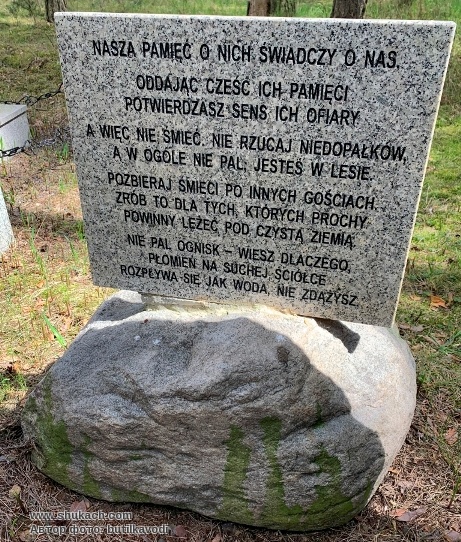 NASZA PAMIĘĆ O NICH ŚWIADCZY O NAS.
ODDAJĄC CZEŚĆ ICH PAMIĘCI
POTWIERDZASZ SENS ICH OFIARY.
A WIĘC NIE ŚMIEĆ. NIE RZUCAJ NIEDOPAŁKÓW,
A W OGÓLE NIE PAL, JESTEŚ W LESIE.
POZBIERAJ ŚMIECI PO INNYCH GOŚCIACH.
ZRÓB TO DLA TYCH, KTÓRYCH PROCHY
POWINNY LEŻEĆ POD CZYSTĄ ZIEMIĄ.
NIE PAL OGNISK – WIESZ DLACZEGO,
PŁOMIEŃ NA SUCHEJ ŚCIÓŁCE
ROZPŁYWA SIĘ JAK WODA, NIE ZDĄŻYSZ.
www.shukach.com
Автор фото: butilkavodi